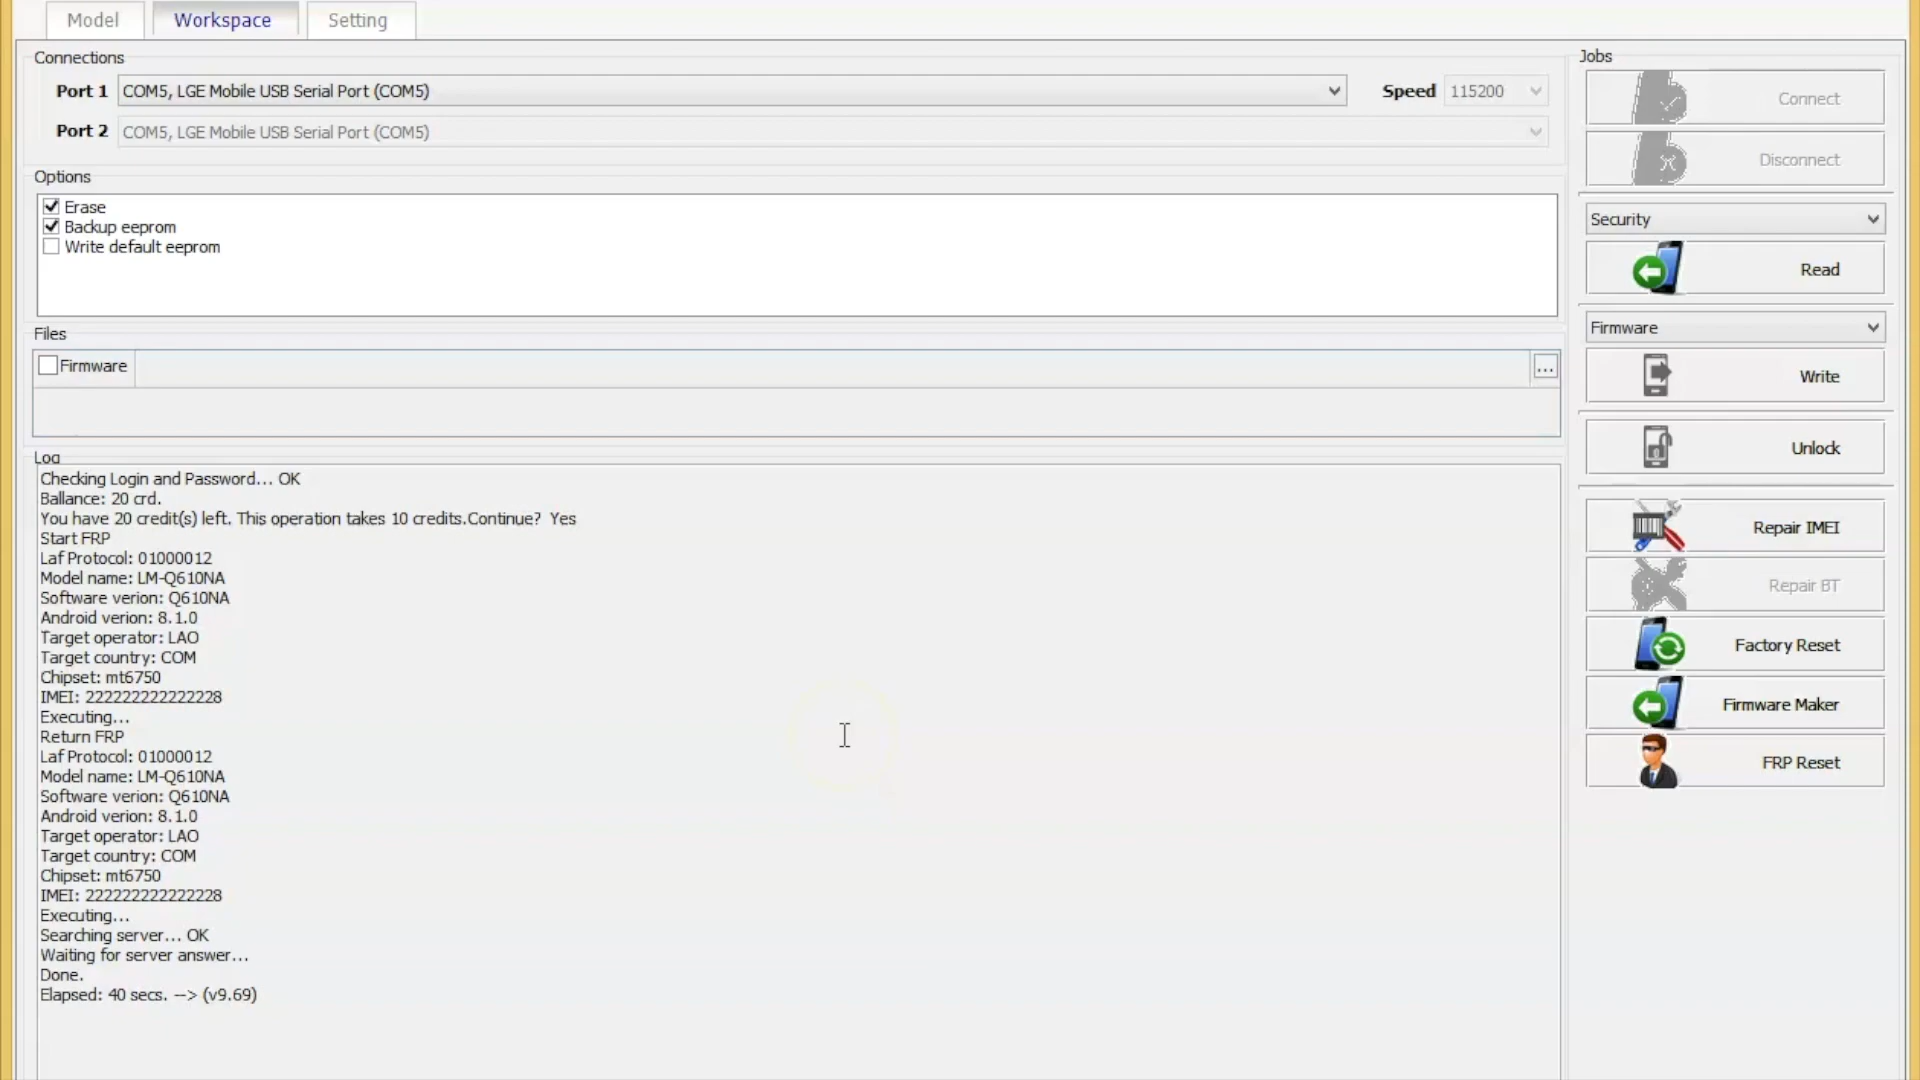 Model Workspace Setting
Connections
Port 1 COM5, LGE Mobile USB Serial Port (COM5) Speed 115200
Port 2 COM5, LGE Mobile USB Serial Port (COM5)
Options
Erase
Backup eeprom
Write default eeprom
Files
Firmware ...
Log
Checking Login and Password... OK
Ballance: 20 crd.
You have 20 credit(s) left. This operation takes 10 credits.Continue? Yes
Start FRP
Laf Protocol: 01000012
Model name: LM-Q610NA
Software verion: Q610NA
Android verion: 8.1.0
Target operator: LAO
Target country: COM
Chipset: mt6750
IMEI: 222222222222228
Executing...
Return FRP
Laf Protocol: 01000012
Model name: LM-Q610NA
Software verion: Q610NA
Android verion: 8.1.0
Target operator: LAO
Target country: COM
Chipset: mt6750
IMEI: 222222222222228
Executing...
Searching server... OK
Waiting for server answer...
Done.
Elapsed: 40 secs. --> (v9.69)
Jobs
Connect
Disconnect
Security
Read
Firmware
Write
Unlock
Repair IMEI
Repair BT
Factory Reset
Firmware Maker
FRP Reset